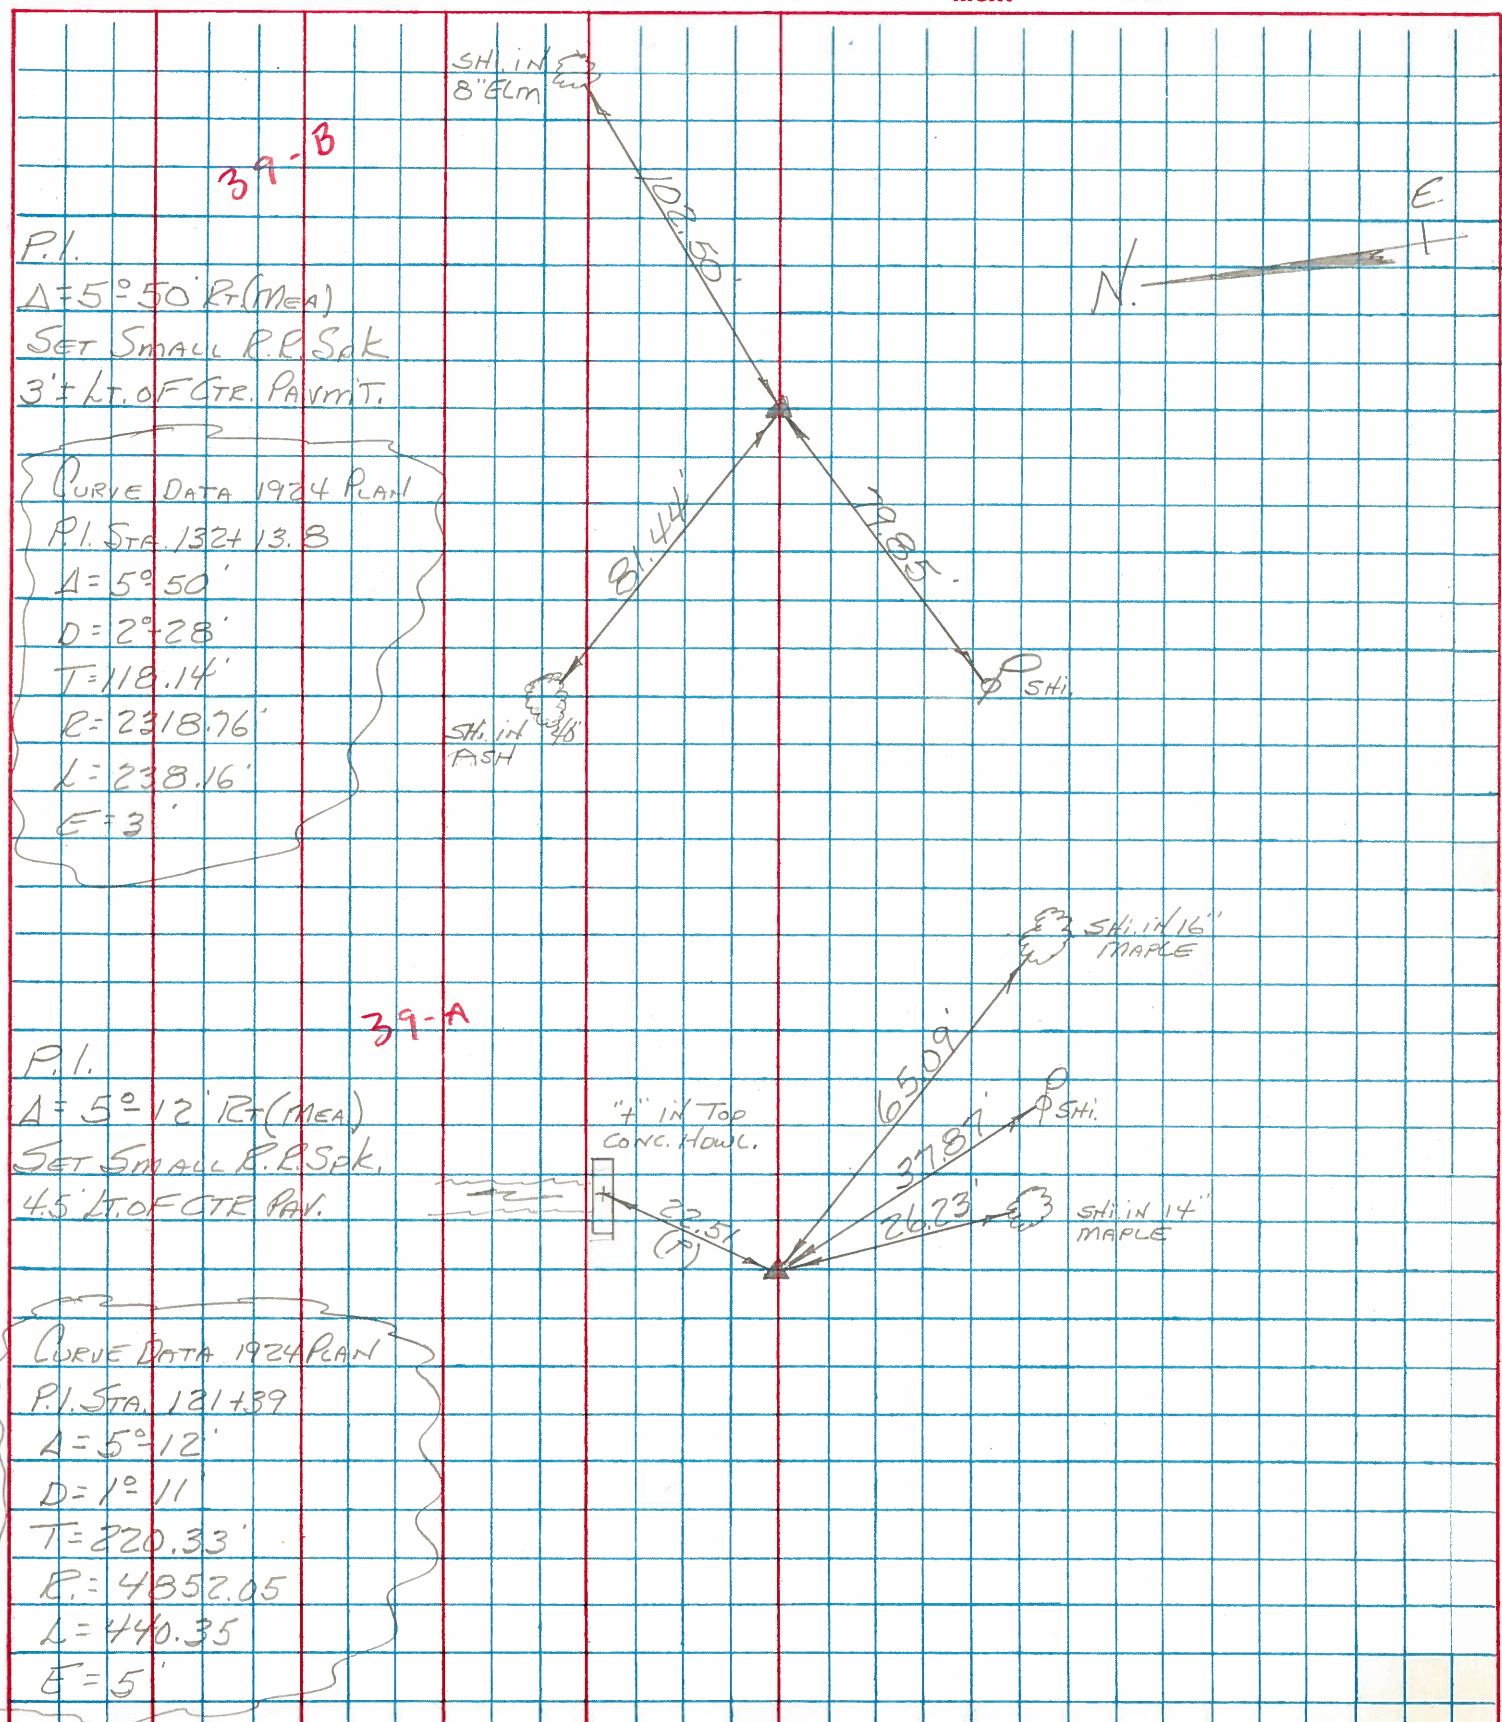 SHI. IN
8" ELM
39-B
102.50'
E.
N.
P.I.
Δ = 5°-50' RT. (MEA)
SET SMALL R.R. SPK
3'± LT. OF CTR. PAVM'T.
CURVE DATA 1924 PLAN
P.I. STA. 132+13.8
Δ = 5°-50'
D = 2°-28'
T = 118.14'
R = 2318.76'
L = 238.16'
E = 3'
81.44'
79.85'
SHI. IN
ASH
SHI.
SHI. IN 16"
MAPLE
39-A
P.I.
Δ = 5°-12' RT (MEA)
SET SMALL R.R. SPK.
4.5' LT. OF CTR PAV.
"+" IN TOP
CONC. HDWL.
65.09'
37.87'
SHI.
26.23'
SHI. IN 14"
MAPLE
22.51
CURVE DATA 1924 PLAN
P.I. STA. 121+39
Δ = 5°-12'
D = 1°-11
T = 220.33'
R. = 4852.05
L = 440.35
E = 5'